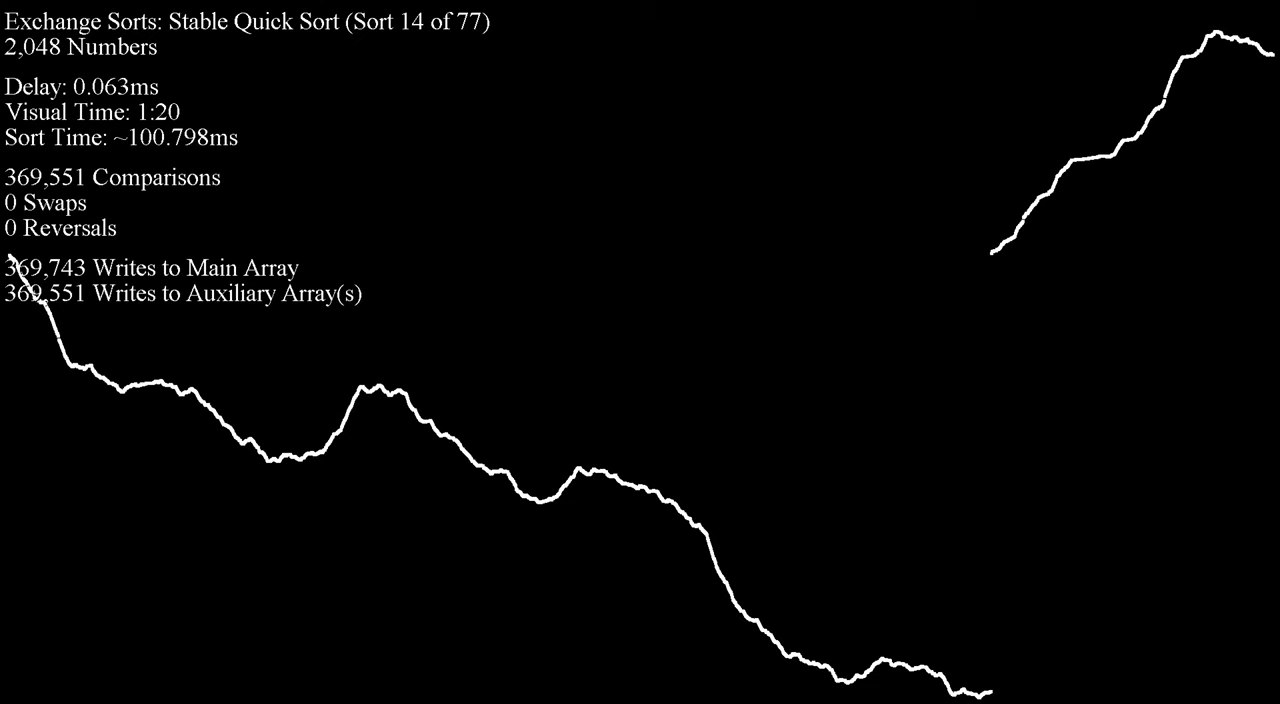 Exchange Sorts: Stable Quick Sort (Sort 14 of 77)
2,048 Numbers
Delay: 0.063ms
Visual Time: 1:20
Sort Time: ~100.798ms
369,551 Comparisons
0 Swaps
0 Reversals
369,743 Writes to Main Array
369,551 Writes to Auxiliary Array(s)